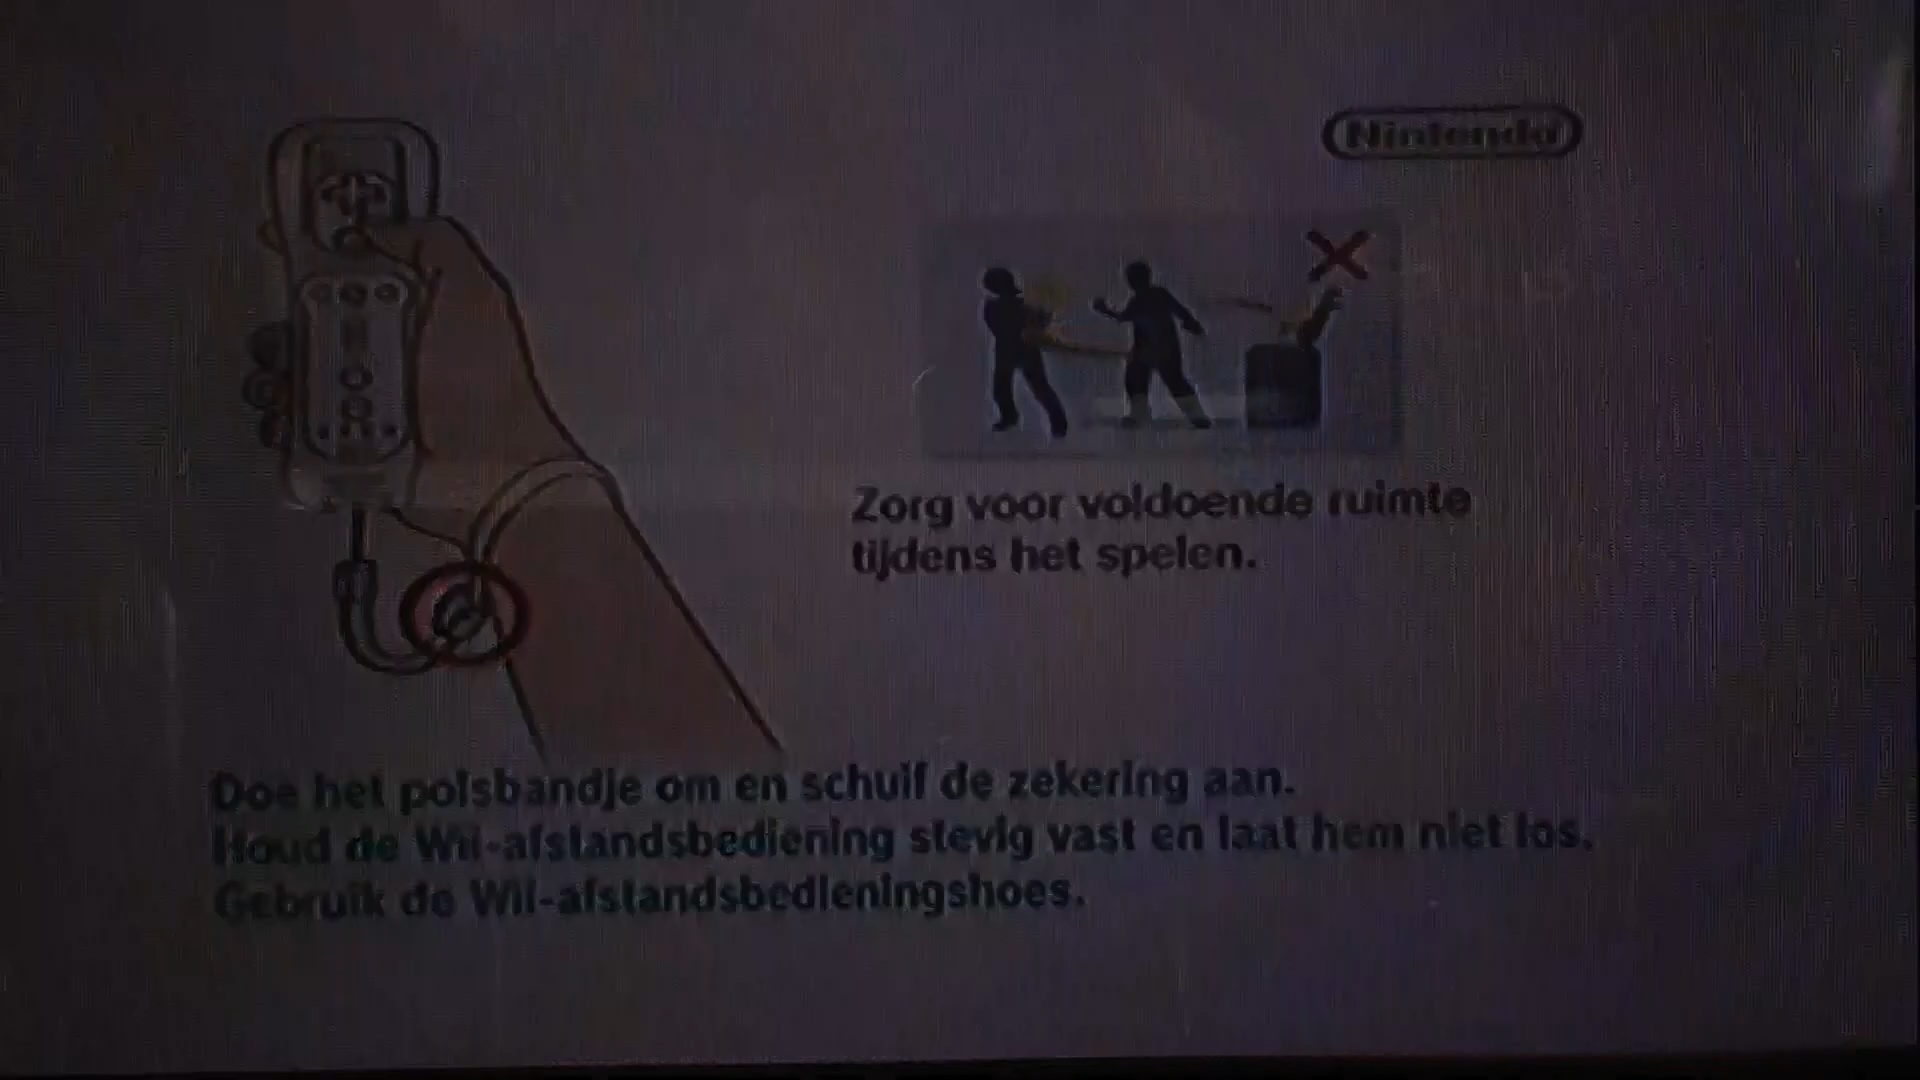 Nintendo
Zorg voor voldoende ruimte
tijdens het spelen.
Doe het polsbandje om en schuif de zekering aan.
Houd de Wii-afstandsbediening stevig vast en laat hem niet los.
Gebruik de Wii-afstandsbedieningshoes.